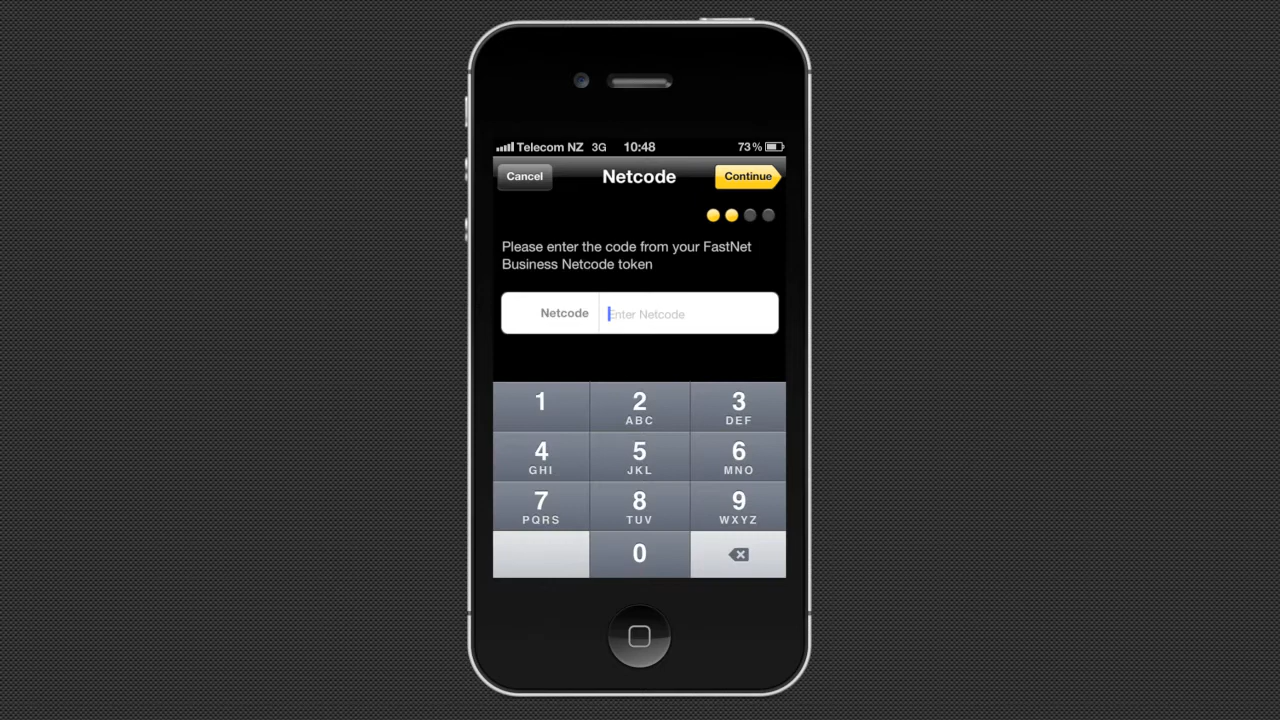 Telecom NZ 3G 10:48 73%
Cancel Netcode Continue
Please enter the code from your FastNet
Business Netcode token
Netcode Enter Netcode
1 2 3
ABC DEF
4 5 6
GHI JKL MNO
7 8 9
PQRS TUV WXYZ
0